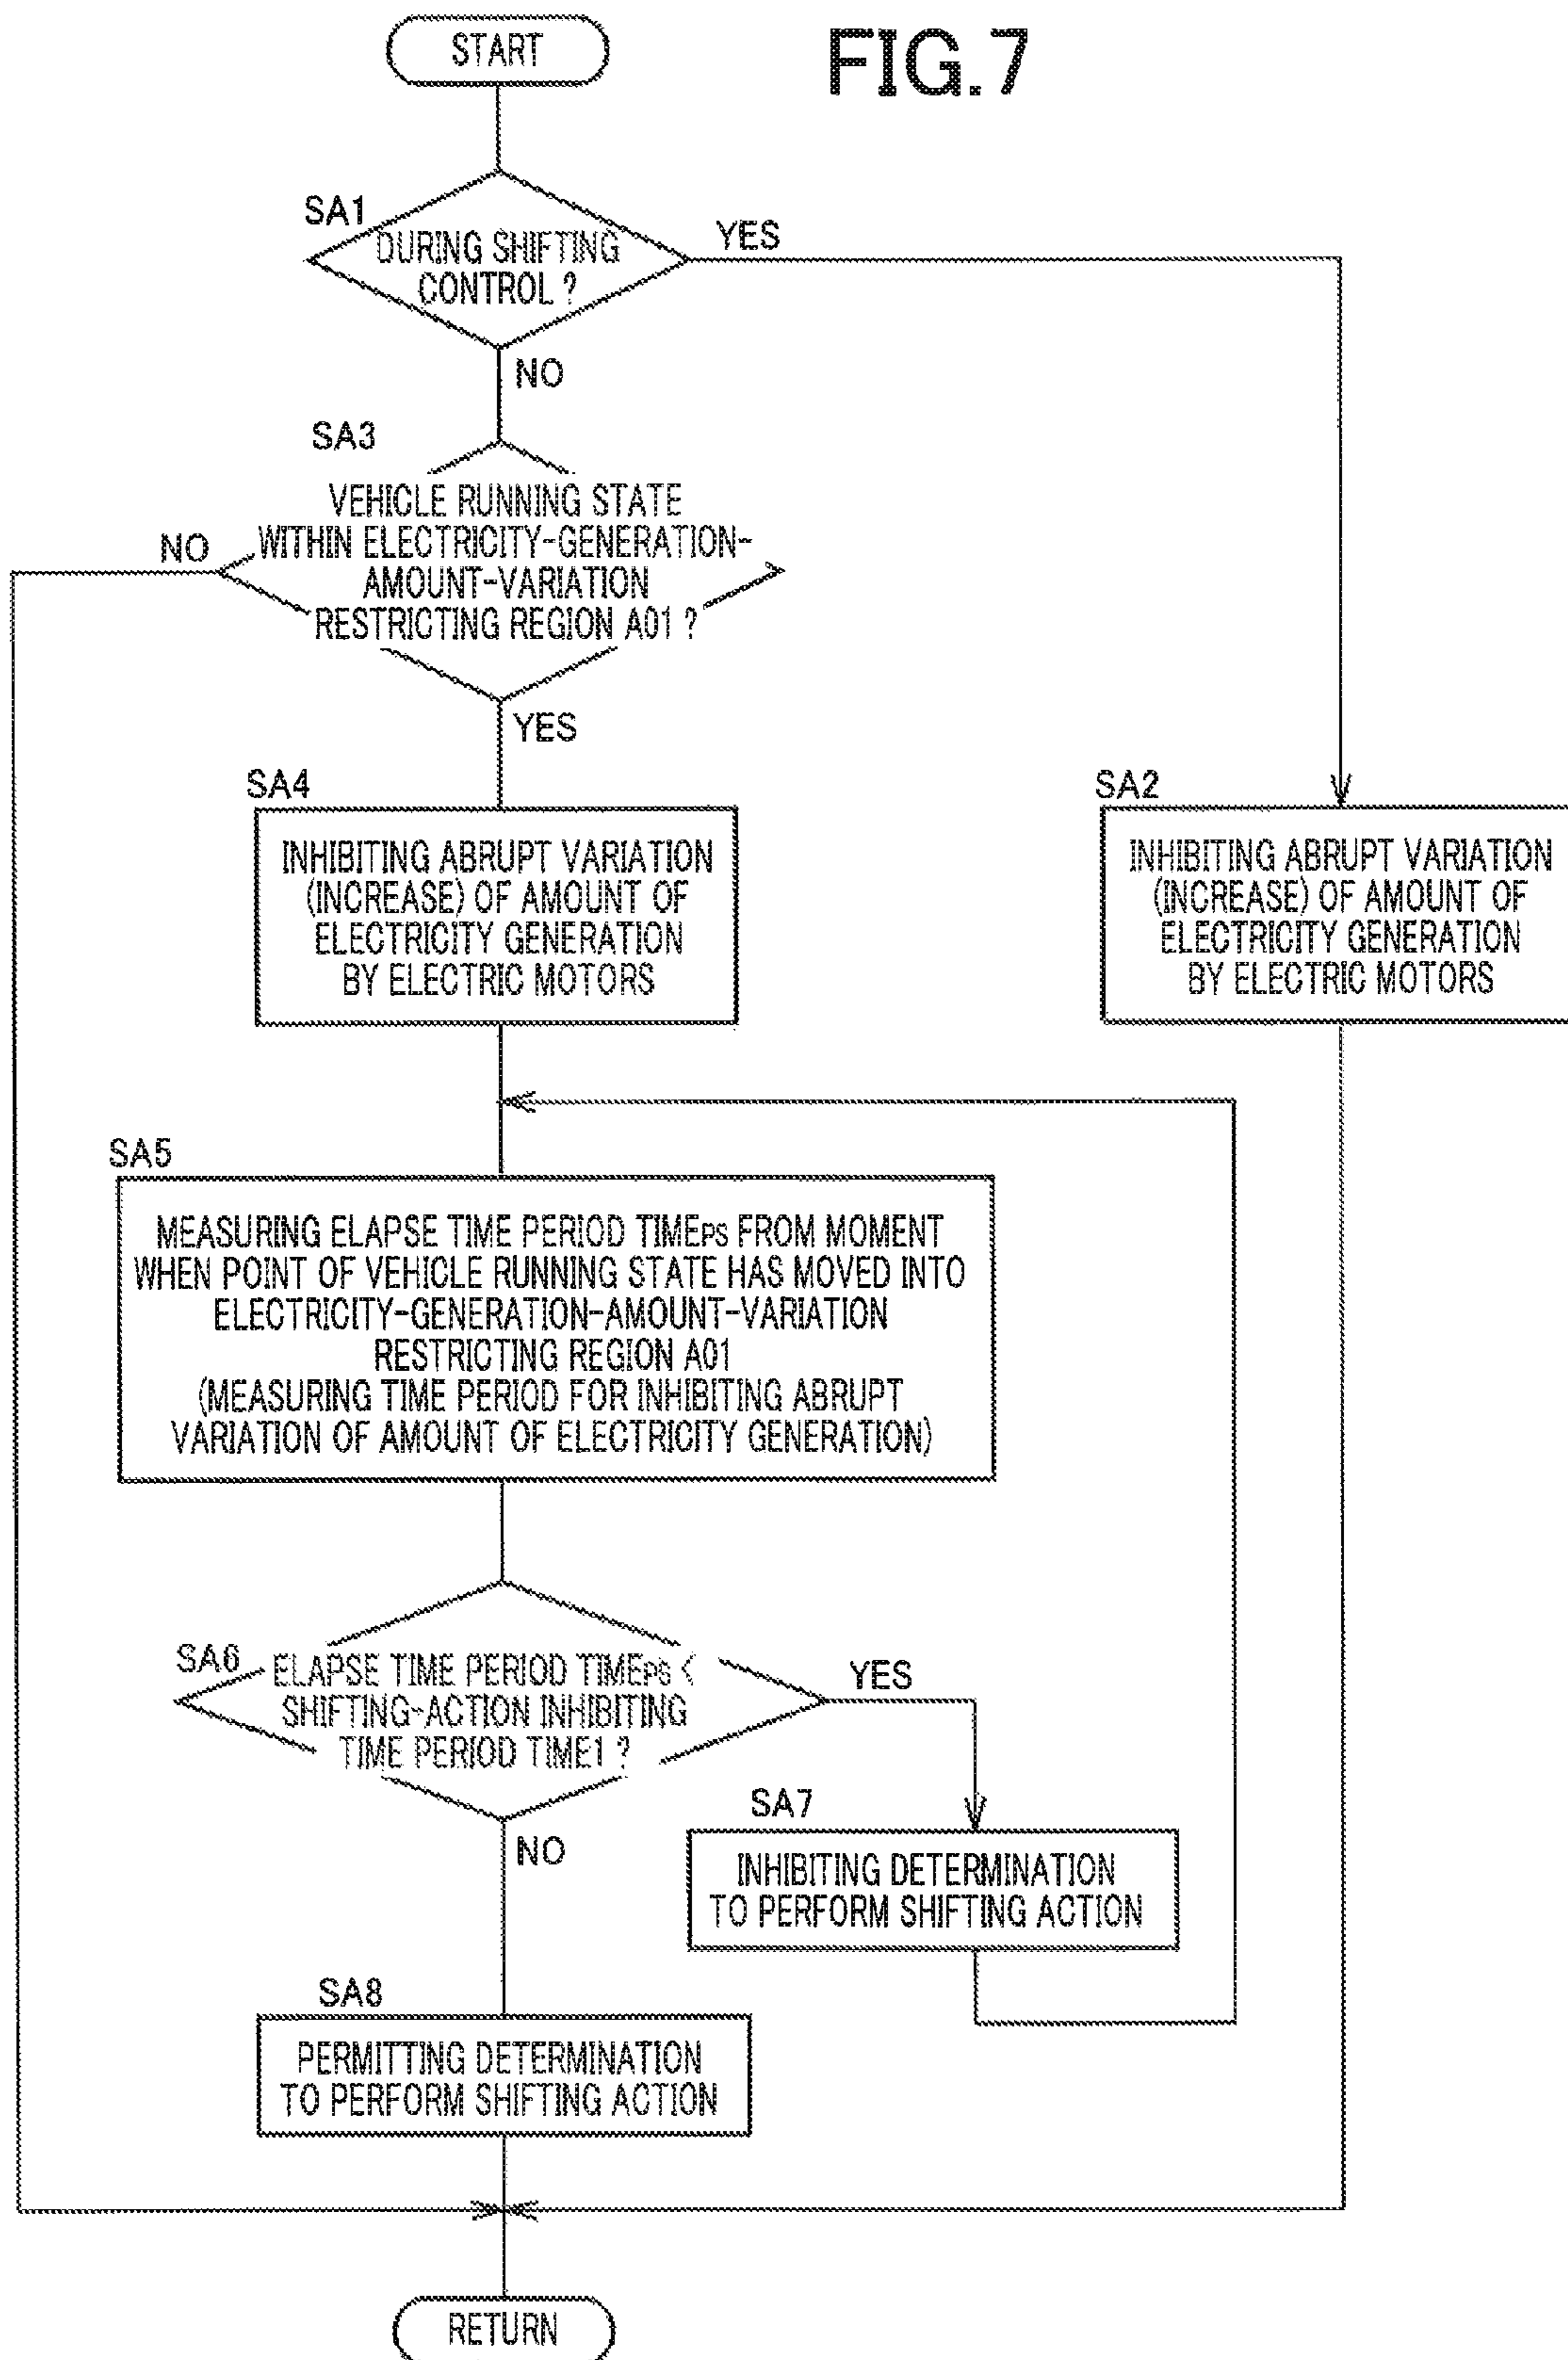 FIG.7
START
SA1
DURING SHIFTING
CONTROL ?
YES
NO
SA3
VEHICLE RUNNING STATE
WITHIN ELECTRICITY-GENERATION-
AMOUNT-VARIATION
RESTRICTING REGION A01 ?
NO
YES
SA4
INHIBITING ABRUPT VARIATION
(INCREASE) OF AMOUNT OF
ELECTRICITY GENERATION
BY ELECTRIC MOTORS
SA2
INHIBITING ABRUPT VARIATION
(INCREASE) OF AMOUNT OF
ELECTRICITY GENERATION
BY ELECTRIC MOTORS
SA5
MEASURING ELAPSE TIME PERIOD TIMEPS FROM MOMENT
WHEN POINT OF VEHICLE RUNNING STATE HAS MOVED INTO
ELECTRICITY-GENERATION-AMOUNT-VARIATION
RESTRICTING REGION A01
(MEASURING TIME PERIOD FOR INHIBITING ABRUPT
VARIATION OF AMOUNT OF ELECTRICITY GENERATION)
SA6
ELAPSE TIME PERIOD TIMEPS <
SHIFTING-ACTION INHIBITING
TIME PERIOD TIME1 ?
YES
NO
SA7
INHIBITING DETERMINATION
TO PERFORM SHIFTING ACTION
SA8
PERMITTING DETERMINATION
TO PERFORM SHIFTING ACTION
RETURN